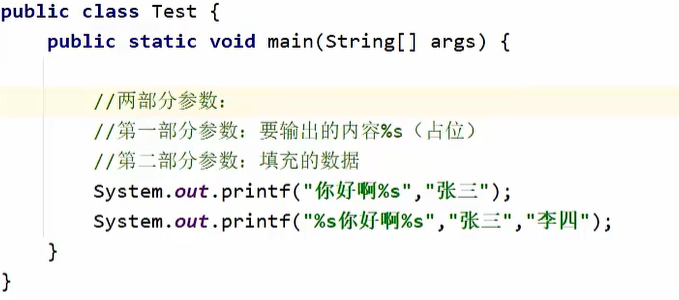 public class Test {
public static void main(String[] args) {
//两部分参数：
//第一部分参数：要输出的内容%s（占位）
//第二部分参数：填充的数据
System.out.printf("你好啊%s","张三");
System.out.printf("%s你好啊%s","张三","李四");
}
}